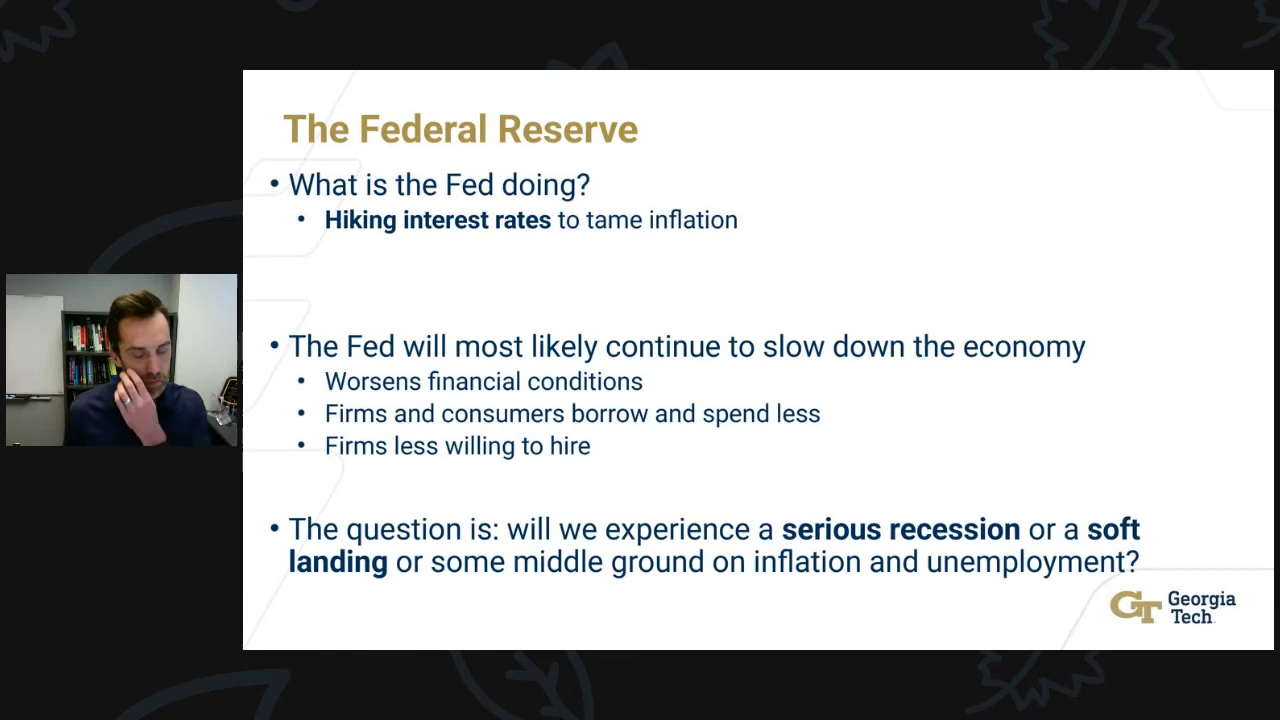 The Federal Reserve
• What is the Fed doing?
• Hiking interest rates to tame inflation
• The Fed will most likely continue to slow down the economy
• Worsens financial conditions
• Firms and consumers borrow and spend less
• Firms less willing to hire
• The question is: will we experience a serious recession or a soft
landing or some middle ground on inflation and unemployment?
GT Georgia
Tech